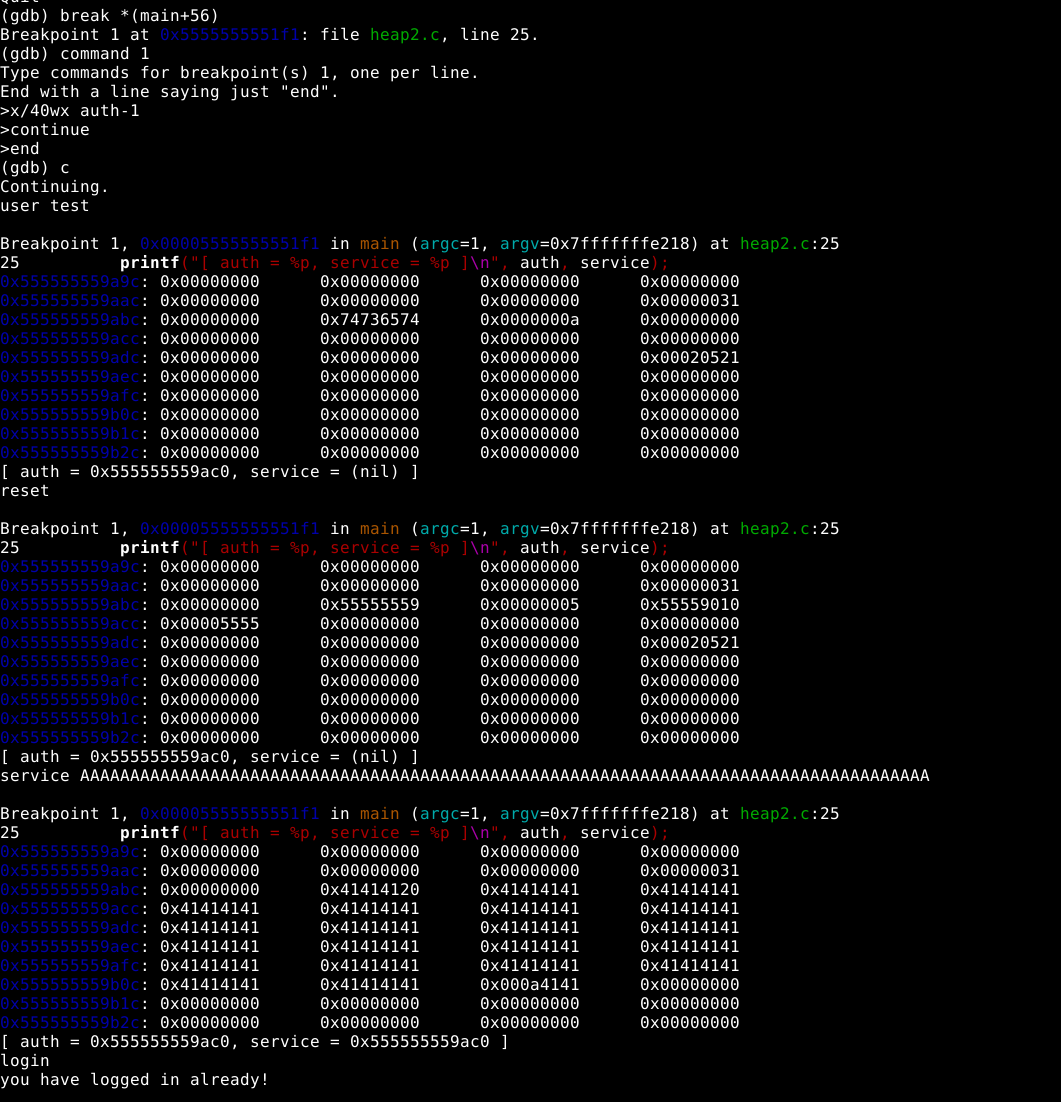 Quit
(gdb) break *(main+56)
Breakpoint 1 at 0x5555555551f1: file heap2.c, line 25.
(gdb) command 1
Type commands for breakpoint(s) 1, one per line.
End with a line saying just "end".
>x/40wx auth-1
>continue
>end
(gdb) c
Continuing.
user test

Breakpoint 1, 0x00005555555551f1 in main (argc=1, argv=0x7fffffffe218) at heap2.c:25
25          printf("[ auth = %p, service = %p ]\n", auth, service);
0x555555559a9c: 0x00000000      0x00000000      0x00000000      0x00000000
0x555555559aac: 0x00000000      0x00000000      0x00000000      0x00000031
0x555555559abc: 0x00000000      0x74736574      0x0000000a      0x00000000
0x555555559acc: 0x00000000      0x00000000      0x00000000      0x00000000
0x555555559adc: 0x00000000      0x00000000      0x00000000      0x00020521
0x555555559aec: 0x00000000      0x00000000      0x00000000      0x00000000
0x555555559afc: 0x00000000      0x00000000      0x00000000      0x00000000
0x555555559b0c: 0x00000000      0x00000000      0x00000000      0x00000000
0x555555559b1c: 0x00000000      0x00000000      0x00000000      0x00000000
0x555555559b2c: 0x00000000      0x00000000      0x00000000      0x00000000
[ auth = 0x555555559ac0, service = (nil) ]
reset

Breakpoint 1, 0x00005555555551f1 in main (argc=1, argv=0x7fffffffe218) at heap2.c:25
25          printf("[ auth = %p, service = %p ]\n", auth, service);
0x555555559a9c: 0x00000000      0x00000000      0x00000000      0x00000000
0x555555559aac: 0x00000000      0x00000000      0x00000000      0x00000031
0x555555559abc: 0x00000000      0x55555559      0x00000005      0x55559010
0x555555559acc: 0x00005555      0x00000000      0x00000000      0x00000000
0x555555559adc: 0x00000000      0x00000000      0x00000000      0x00020521
0x555555559aec: 0x00000000      0x00000000      0x00000000      0x00000000
0x555555559afc: 0x00000000      0x00000000      0x00000000      0x00000000
0x555555559b0c: 0x00000000      0x00000000      0x00000000      0x00000000
0x555555559b1c: 0x00000000      0x00000000      0x00000000      0x00000000
0x555555559b2c: 0x00000000      0x00000000      0x00000000      0x00000000
[ auth = 0x555555559ac0, service = (nil) ]
service AAAAAAAAAAAAAAAAAAAAAAAAAAAAAAAAAAAAAAAAAAAAAAAAAAAAAAAAAAAAAAAAAAAAAAAAAAAAAAAAAAAAA

Breakpoint 1, 0x00005555555551f1 in main (argc=1, argv=0x7fffffffe218) at heap2.c:25
25          printf("[ auth = %p, service = %p ]\n", auth, service);
0x555555559a9c: 0x00000000      0x00000000      0x00000000      0x00000000
0x555555559aac: 0x00000000      0x00000000      0x00000000      0x00000031
0x555555559abc: 0x00000000      0x41414120      0x41414141      0x41414141
0x555555559acc: 0x41414141      0x41414141      0x41414141      0x41414141
0x555555559adc: 0x41414141      0x41414141      0x41414141      0x41414141
0x555555559aec: 0x41414141      0x41414141      0x41414141      0x41414141
0x555555559afc: 0x41414141      0x41414141      0x41414141      0x41414141
0x555555559b0c: 0x41414141      0x41414141      0x000a4141      0x00000000
0x555555559b1c: 0x00000000      0x00000000      0x00000000      0x00000000
0x555555559b2c: 0x00000000      0x00000000      0x00000000      0x00000000
[ auth = 0x555555559ac0, service = 0x555555559ac0 ]
login
you have logged in already!